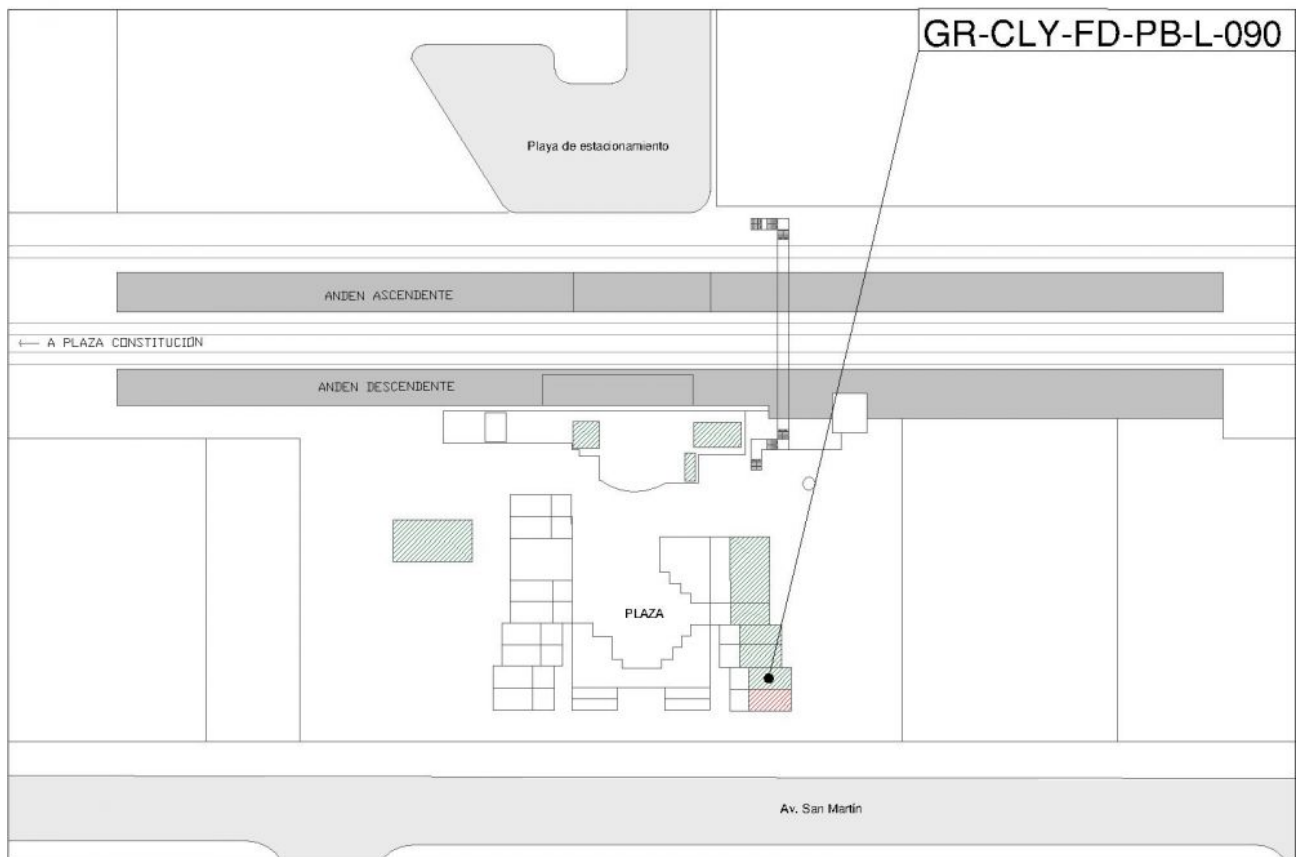 GR-CLY-FD-PB-L-090
Playa de estacionamiento
ANDEN ASCENDENTE
← A PLAZA CONSTITUCIÓN
ANDEN DESCENDENTE
PLAZA
Av. San Martín